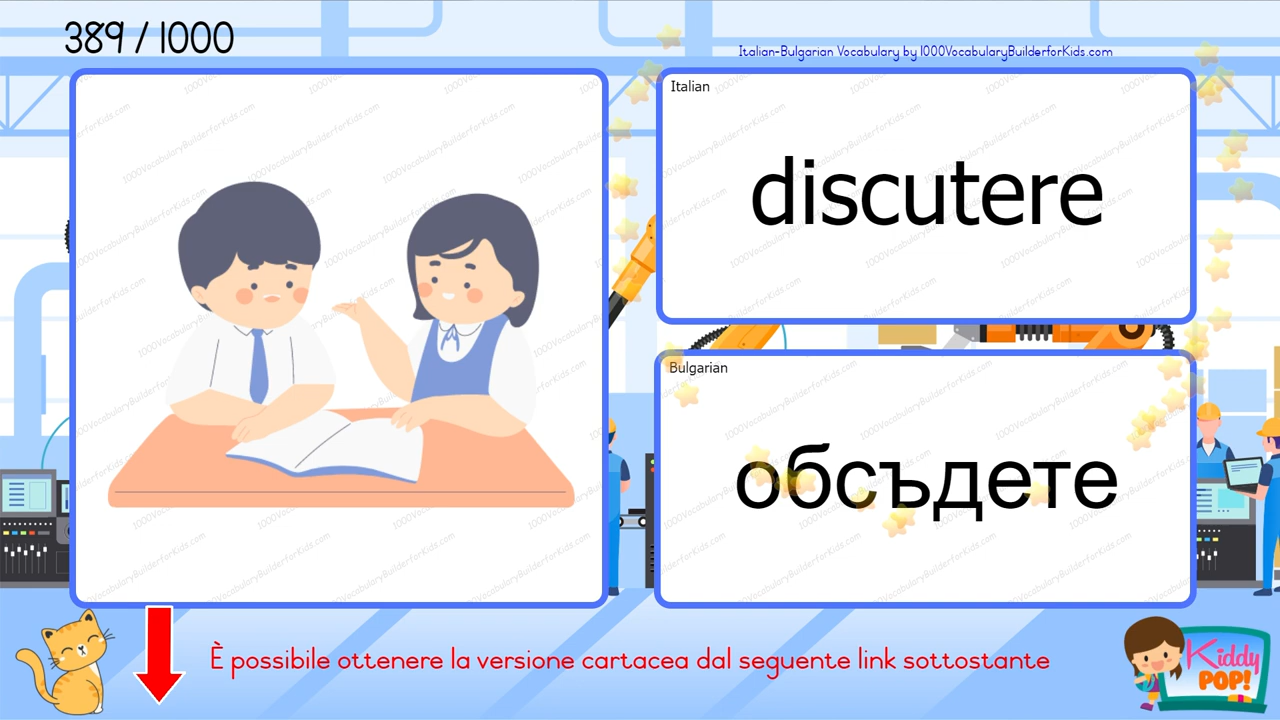 389 / 1000
Italian-Bulgarian Vocabulary by 1000VocabularyBuilderforKids.com
Italian
discutere
Bulgarian
обсъдете
È possibile ottenere la versione cartacea dal seguente link sottostante
Kiddy
POP!